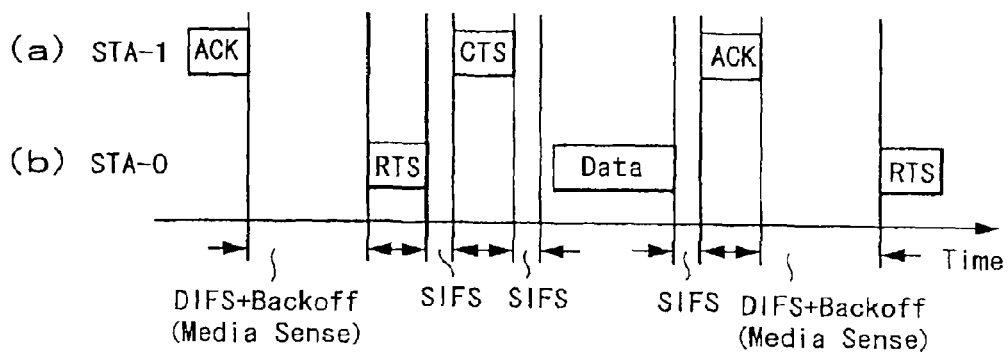 (a) STA-1 ACK CTS ACK
(b) STA-0 RTS Data RTS
Time
DIFS+Backoff
(Media Sense)
SIFS SIFS SIFS
DIFS+Backoff
(Media Sense)